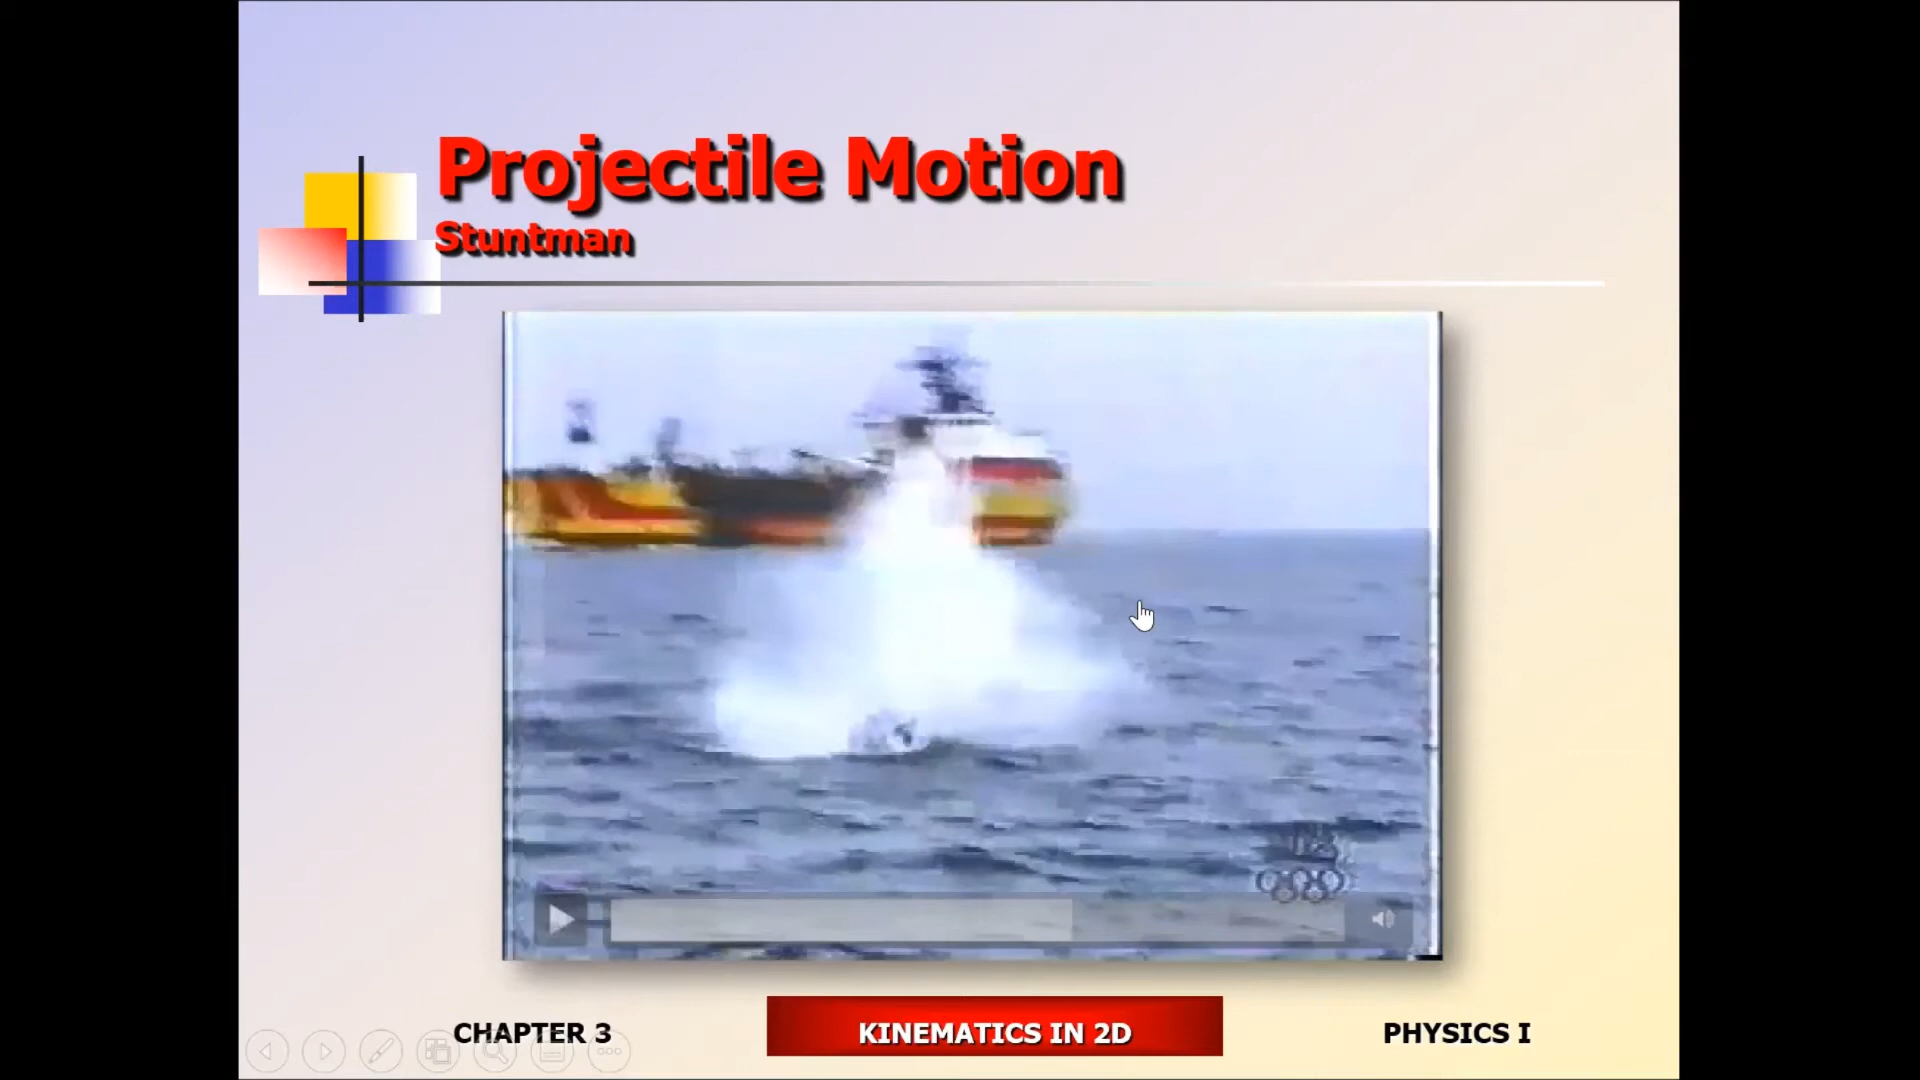 Projectile Motion
Stuntman
CHAPTER 3
KINEMATICS IN 2D
PHYSICS I